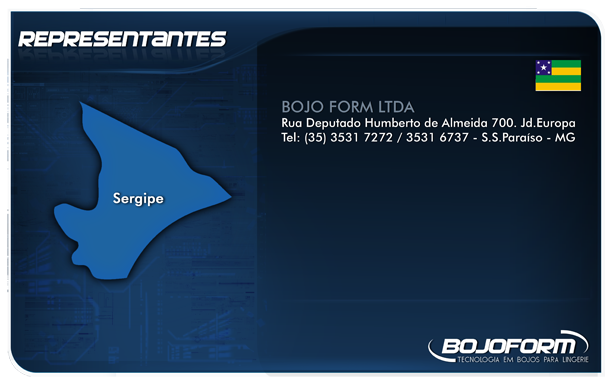 REPRESENTANTES
BOJO FORM LTDA
Rua Deputado Humberto de Almeida 700. Jd.Europa
Tel: (35) 3531 7272 / 3531 6737 - S.S.Paraíso - MG
Sergipe
BOJOFORM
TECNOLOGIA EM BOJOS PARA LINGERIE